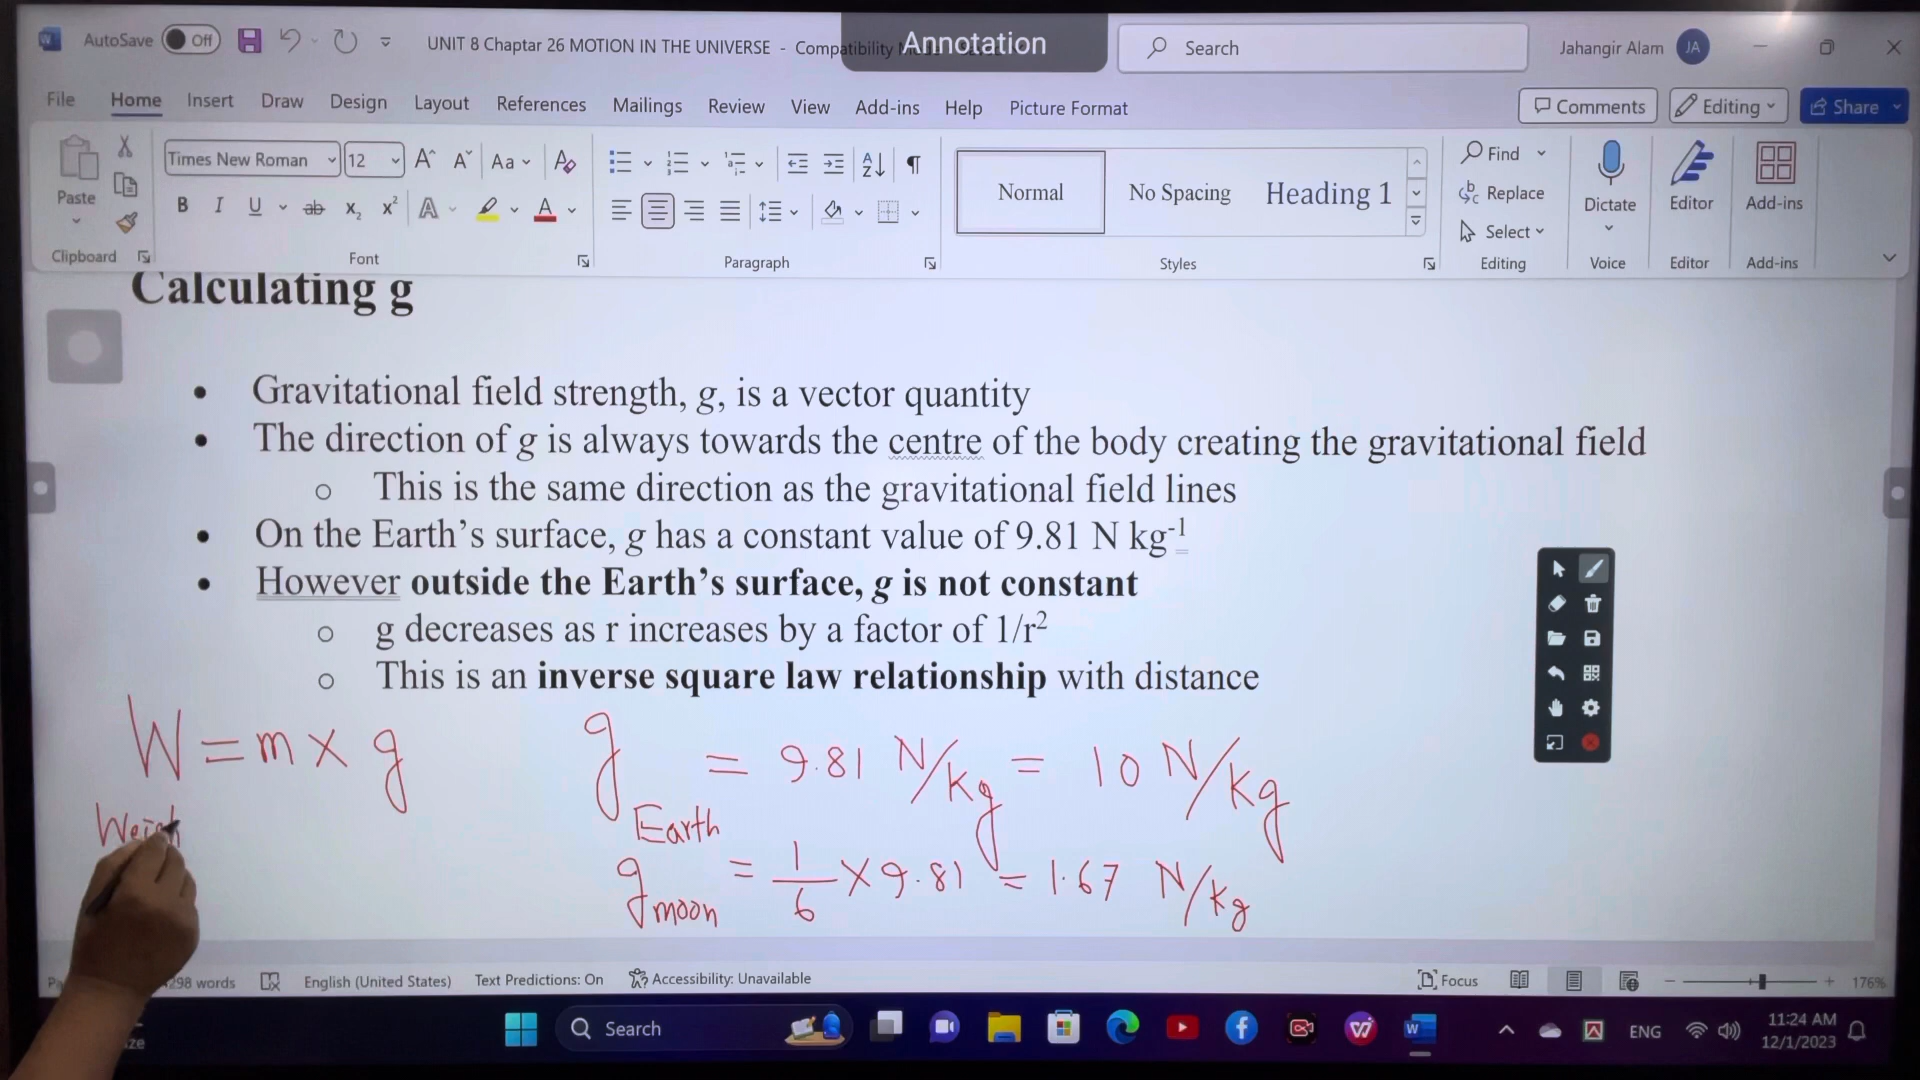 AutoSave Off UNIT 8 Chaptar 26 MOTION IN THE UNIVERSE - Compatibility Annotation Search Jahangir Alam JA
File Home Insert Draw Design Layout References Mailings Review View Add-ins Help Picture Format Comments Editing Share
Times New Roman 12 Aa
Paste
B I U ab x₂ x² A A
Normal No Spacing Heading 1
Find
Replace
Select
Dictate Editor Add-ins
Clipboard Font Paragraph Styles Editing Voice Editor Add-ins
Calculating g
• Gravitational field strength, g, is a vector quantity
• The direction of g is always towards the centre of the body creating the gravitational field
o This is the same direction as the gravitational field lines
• On the Earth's surface, g has a constant value of 9.81 N kg⁻¹
• However outside the Earth's surface, g is not constant
o g decreases as r increases by a factor of 1/r²
o This is an inverse square law relationship with distance
W = m × g
Weigh
g Earth = 9.81 N/kg = 10 N/kg
g moon = 1/6 × 9.81 = 1.67 N/kg
298 words English (United States) Text Predictions: On Accessibility: Unavailable Focus 176%
Search ENG 11:24 AM
12/1/2023